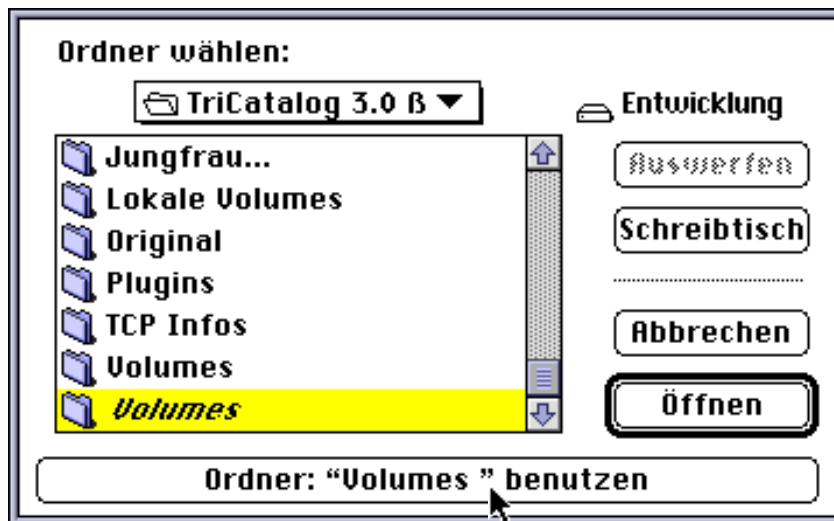 Ordner wählen:
TriCatalog 3.0 ß
Entwicklung
Jungfrau...
Lokale Volumes
Original
Plugins
TCP Infos
Volumes
Volumes
Auswerfen
Schreibtisch
Abbrechen
Öffnen
Ordner: “Volumes ” benutzen